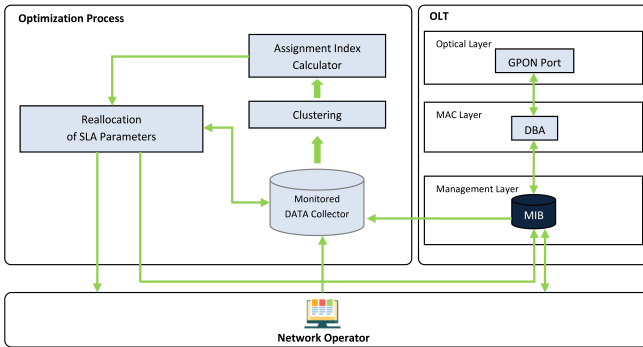 Optimization Process
Assignment Index
Calculator
Clustering
Reallocation
of SLA Parameters
Monitored
DATA Collector
OLT
Optical Layer
GPON Port
MAC Layer
DBA
Management Layer
MIB
Network Operator